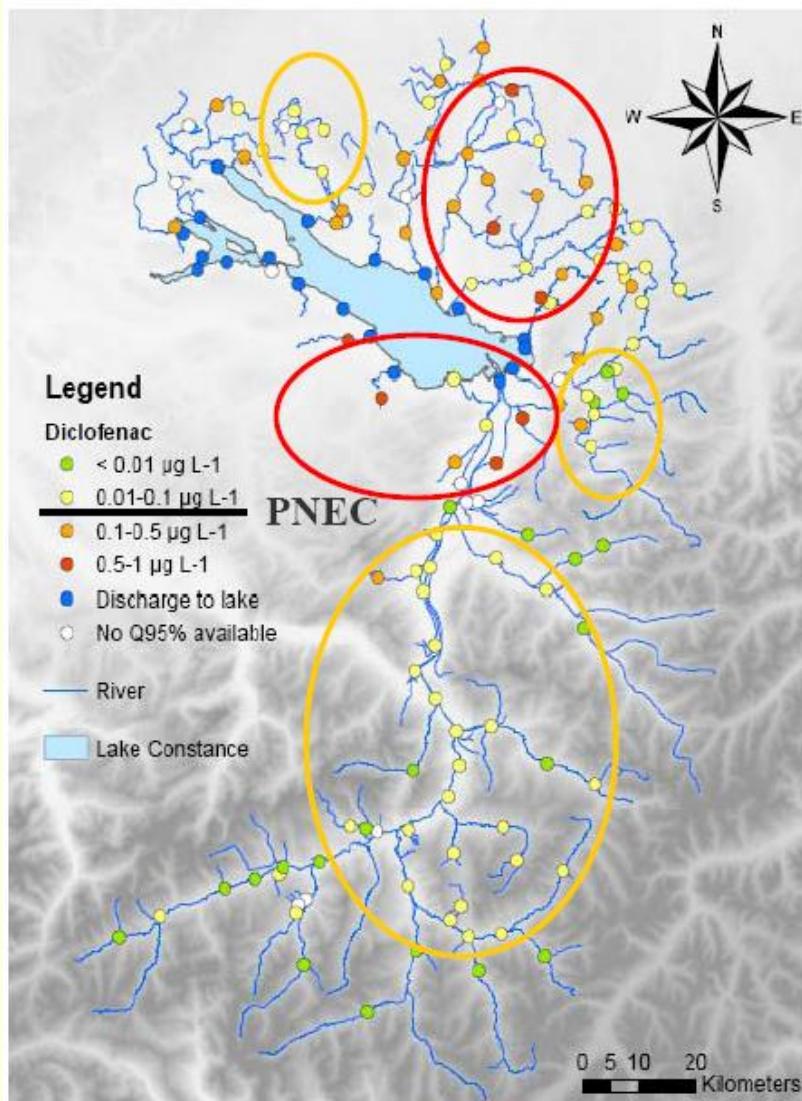 N
W E
S
Legend
Diclofenac
< 0.01 µg L-1
0.01-0.1 µg L-1
PNEC
0.1-0.5 µg L-1
0.5-1 µg L-1
Discharge to lake
No Q95% available
River
Lake Constance
0 5 10 20
Kilometers